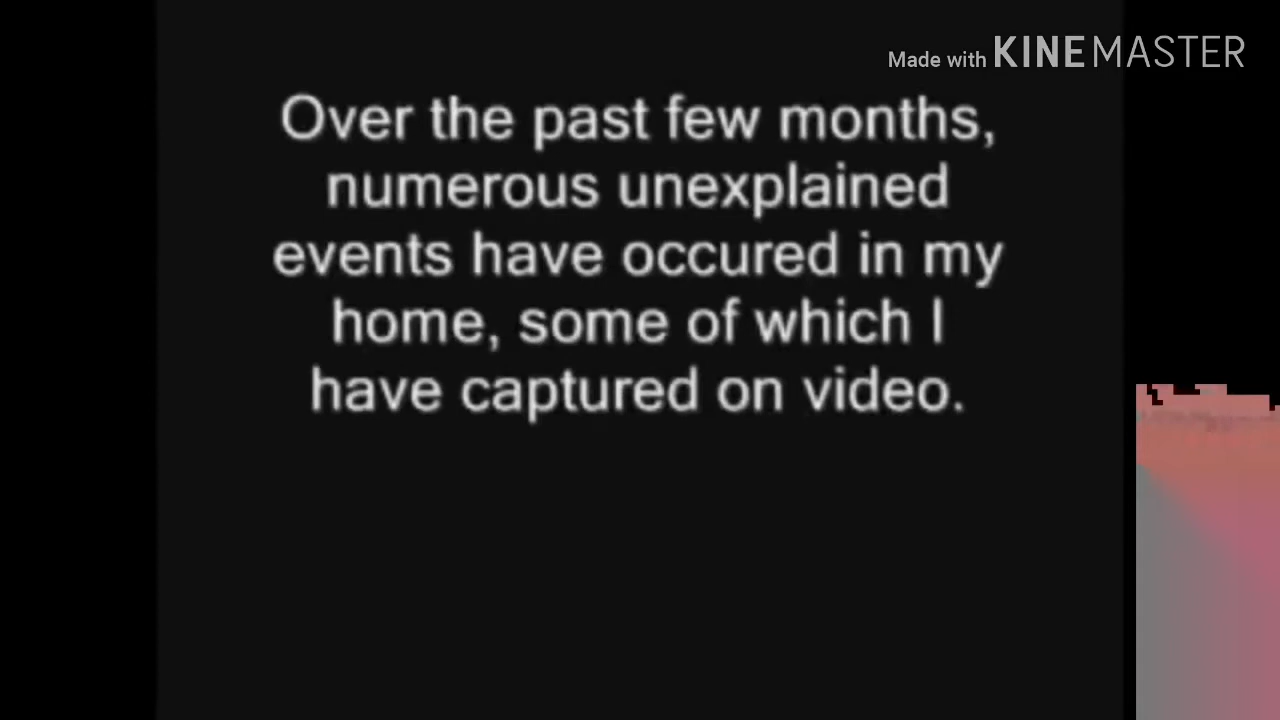 Made with KINEMASTER
Over the past few months,
numerous unexplained
events have occured in my
home, some of which I
have captured on video.